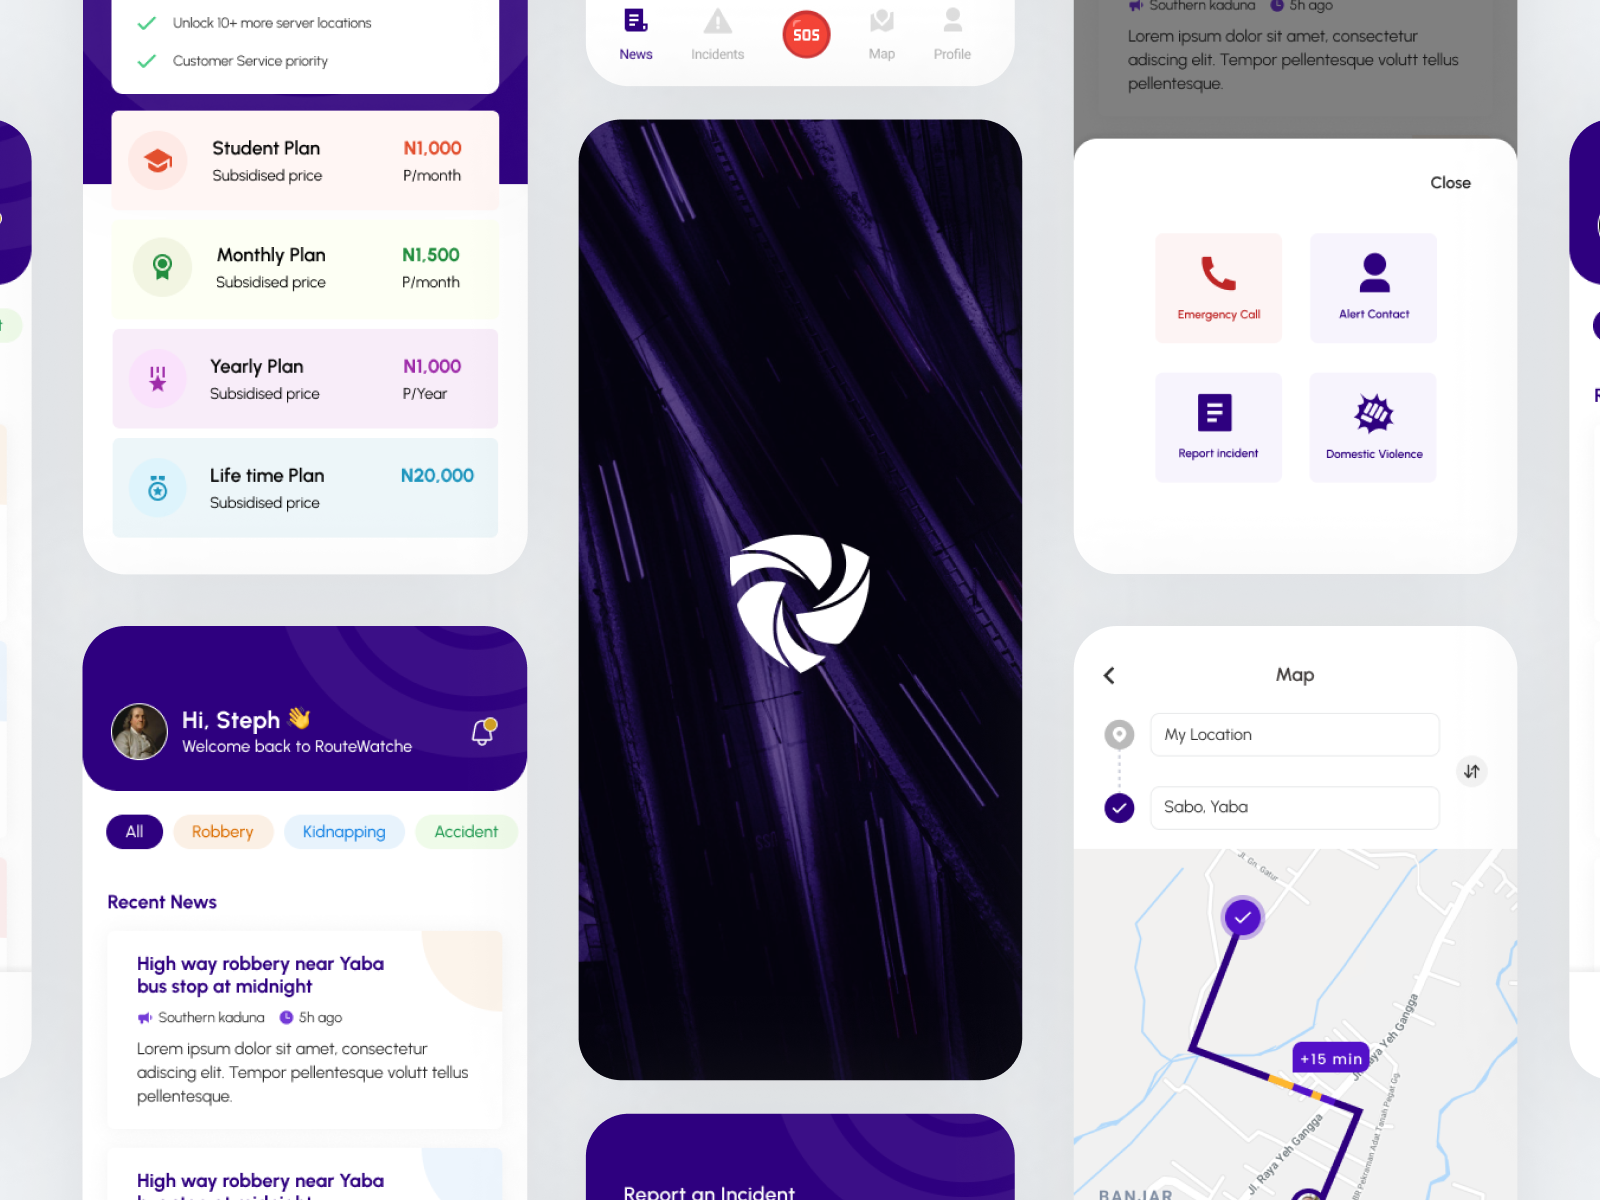 Unlock 10+ more server locations
Customer Service priority
Student Plan
N1,000
Subsidised price
P/month
Monthly Plan
N1,500
Subsidised price
P/month
Yearly Plan
N1,000
Subsidised price
P/Year
Life time Plan
N20,000
Subsidised price
Hi, Steph 👋
Welcome back to RouteWatche
All
Robbery
Kidnapping
Accident
Recent News
High way robbery near Yaba
bus stop at midnight
Southern kaduna
5h ago
Lorem ipsum dolor sit amet, consectetur
adiscing elit. Tempor pellentesque volutt tellus
pellentesque.
High way robbery near Yaba
News
Incidents
SOS
Map
Profile
Report an Incident
Southern kaduna
5h ago
Lorem ipsum dolor sit amet, consectetur
adiscing elit. Tempor pellentesque volutt tellus
pellentesque.
Close
Emergency Call
Alert Contact
Report incident
Domestic Violence
Map
My Location
Sabo, Yaba
Jl. Gn. Gatur
+15 min
Jl. Raya Yeh Gangga
Jl. Raya Yeh Gangga
BR Pekraman Adat Tanah Pegat Gg.
BANJAR